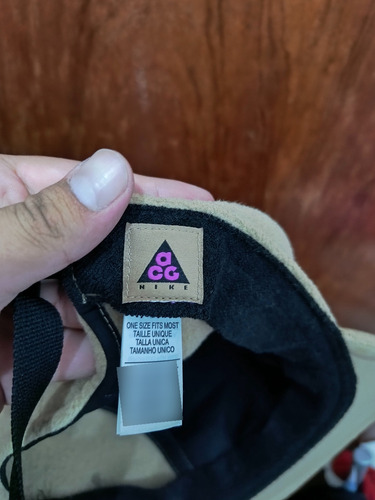 aCG
NIKE
ONE SIZE FITS MOST
TAILLE UNIQUE
TALLA UNICA
TAMANHO UNICO